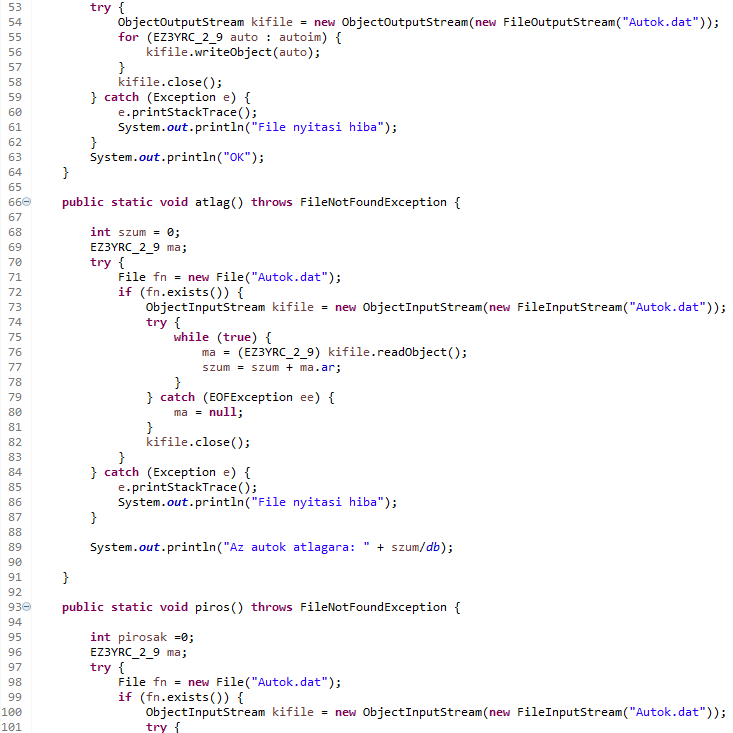 53 try {
54 ObjectOutputStream kifile = new ObjectOutputStream(new FileOutputStream("Autok.dat"));
55 for (EZ3YRC_2_9 auto : autoim) {
56 kifile.writeObject(auto);
57 }
58 kifile.close();
59 } catch (Exception e) {
60 e.printStackTrace();
61 System.out.println("File nyitasi hiba");
62 }
63 System.out.println("OK");
64 }
65
66 public static void atlag() throws FileNotFoundException {
67
68 int szum = 0;
69 EZ3YRC_2_9 ma;
70 try {
71 File fn = new File("Autok.dat");
72 if (fn.exists()) {
73 ObjectInputStream kifile = new ObjectInputStream(new FileInputStream("Autok.dat"));
74 try {
75 while (true) {
76 ma = (EZ3YRC_2_9) kifile.readObject();
77 szum = szum + ma.ar;
78 }
79 } catch (EOFException ee) {
80 ma = null;
81 }
82 kifile.close();
83 }
84 } catch (Exception e) {
85 e.printStackTrace();
86 System.out.println("File nyitasi hiba");
87 }
88
89 System.out.println("Az autok atlagara: " + szum/db);
90
91 }
92
93 public static void piros() throws FileNotFoundException {
94
95 int pirosak =0;
96 EZ3YRC_2_9 ma;
97 try {
98 File fn = new File("Autok.dat");
99 if (fn.exists()) {
100 ObjectInputStream kifile = new ObjectInputStream(new FileInputStream("Autok.dat"));
101 try {